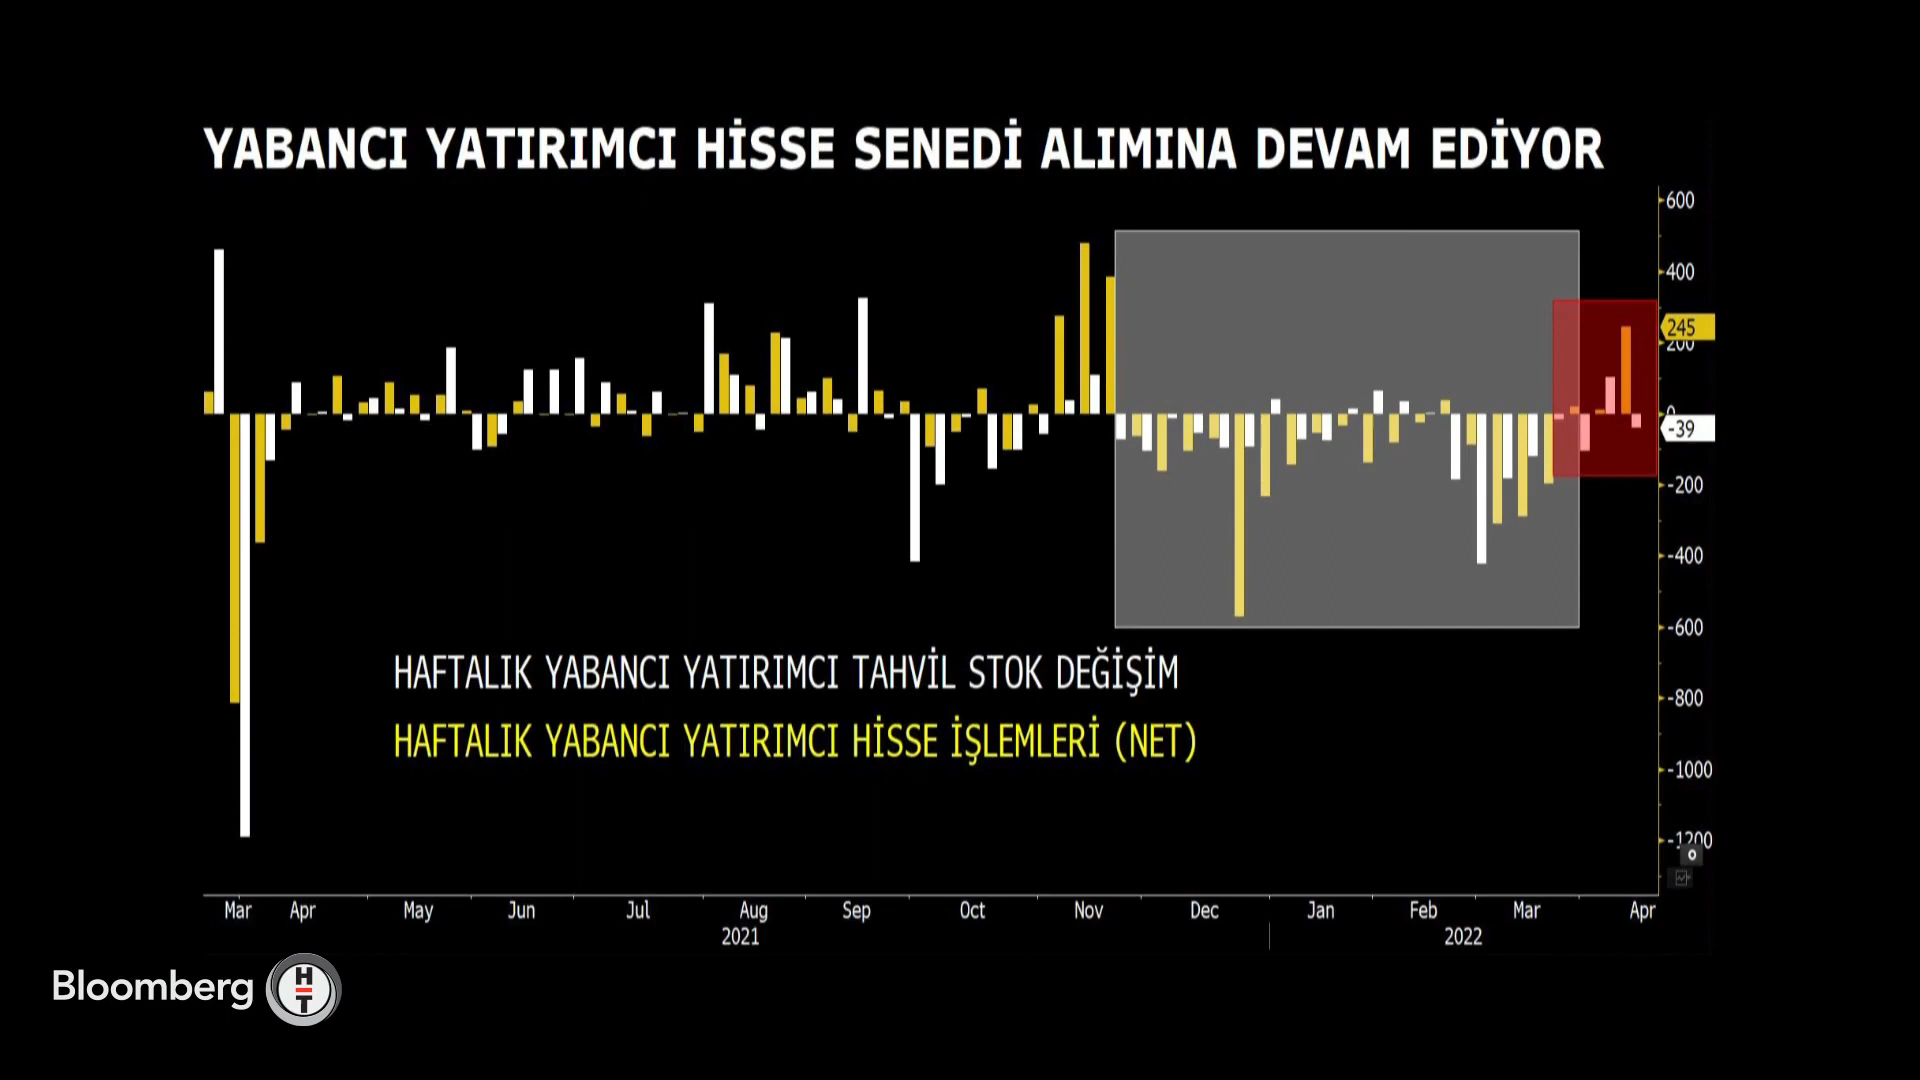 YABANCI YATIRIMCI HİSSE SENEDİ ALIMINA DEVAM EDİYOR
600
400
245
200
0
-39
-200
-400
-600
HAFTALIK YABANCI YATIRIMCI TAHVİL STOK DEĞİŞİM
-800
HAFTALIK YABANCI YATIRIMCI HİSSE İŞLEMLERİ (NET)
-1000
-1200
Mar Apr May Jun Jul Aug Sep Oct Nov Dec Jan Feb Mar Apr
2021 2022
Bloomberg HT